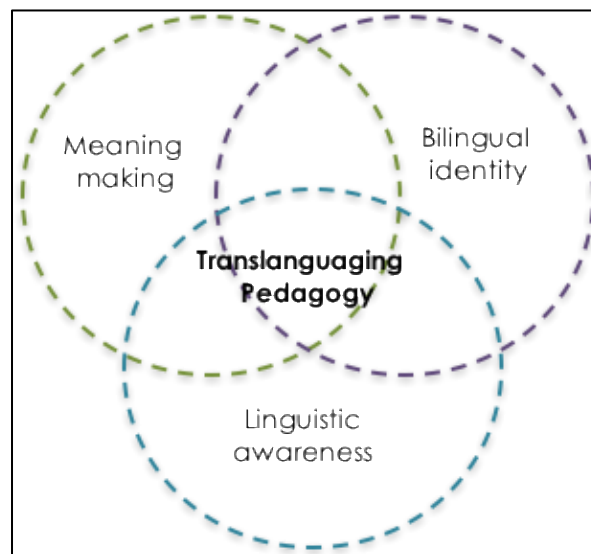 Meaning
making
Bilingual
identity
Translanguaging
Pedagogy
Linguistic
awareness